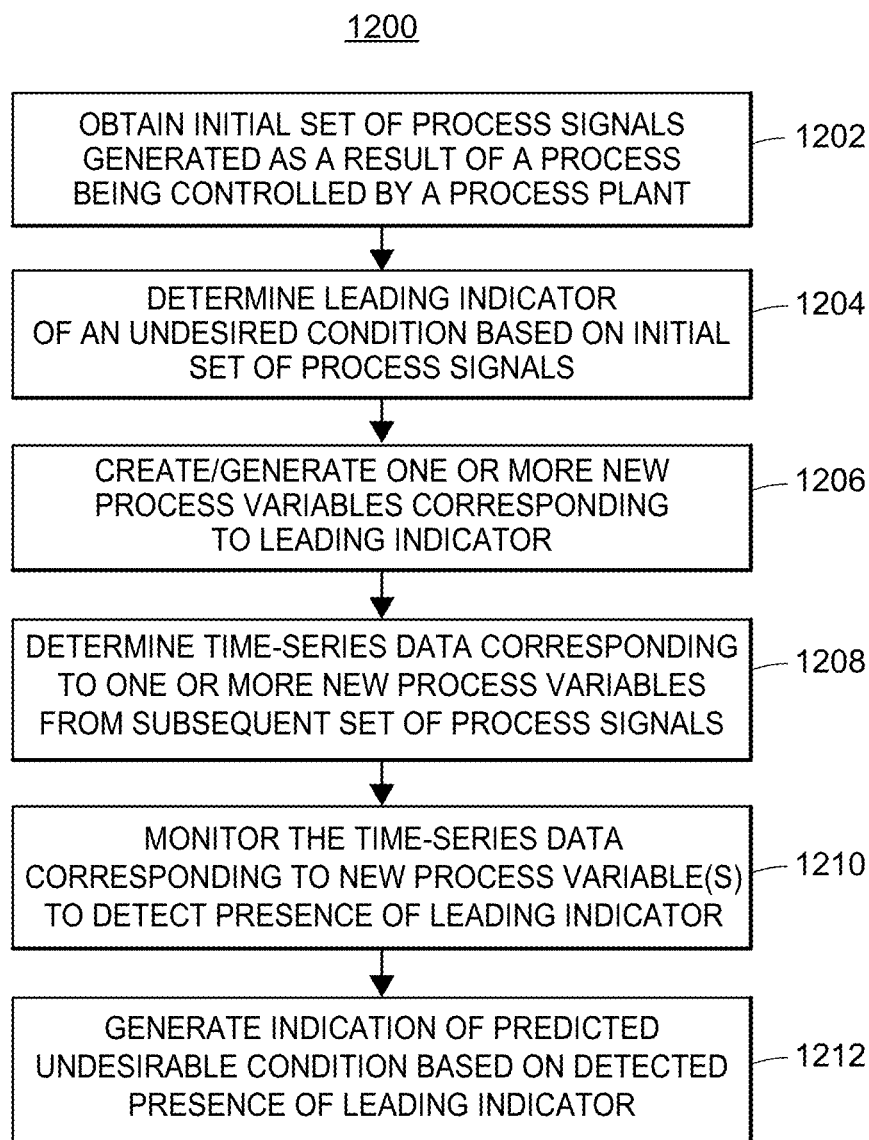 1200
OBTAIN INITIAL SET OF PROCESS SIGNALS
GENERATED AS A RESULT OF A PROCESS
BEING CONTROLLED BY A PROCESS PLANT
1202
DETERMINE LEADING INDICATOR
OF AN UNDESIRED CONDITION BASED ON INITIAL
SET OF PROCESS SIGNALS
1204
CREATE/GENERATE ONE OR MORE NEW
PROCESS VARIABLES CORRESPONDING
TO LEADING INDICATOR
1206
DETERMINE TIME-SERIES DATA CORRESPONDING
TO ONE OR MORE NEW PROCESS VARIABLES
FROM SUBSEQUENT SET OF PROCESS SIGNALS
1208
MONITOR THE TIME-SERIES DATA
CORRESPONDING TO NEW PROCESS VARIABLE(S)
TO DETECT PRESENCE OF LEADING INDICATOR
1210
GENERATE INDICATION OF PREDICTED
UNDESIRABLE CONDITION BASED ON DETECTED
PRESENCE OF LEADING INDICATOR
1212